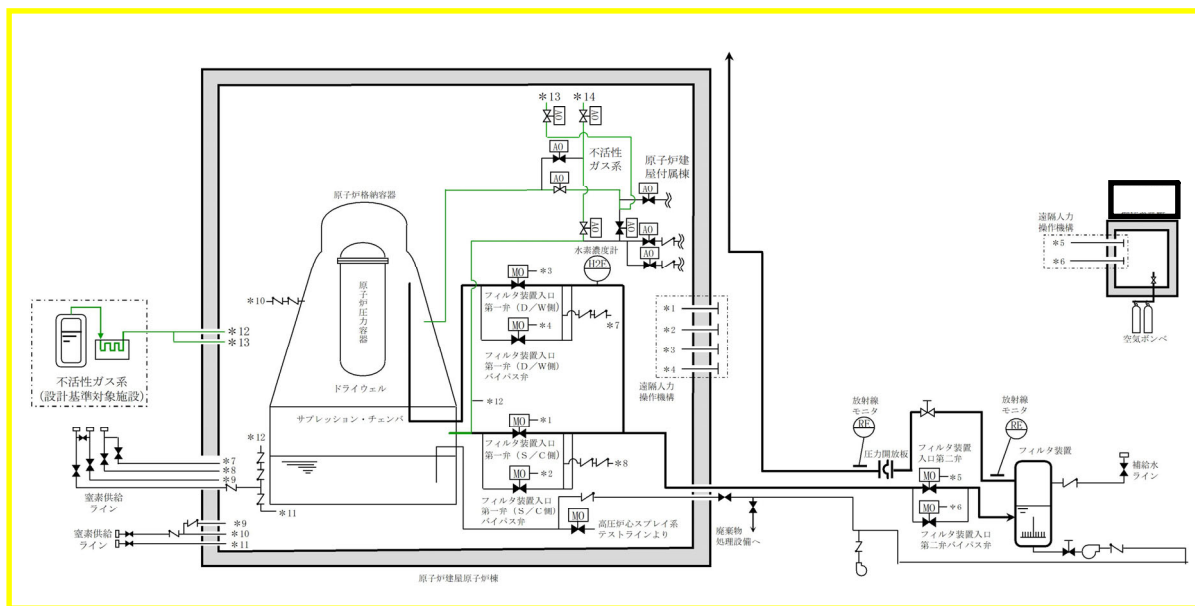 *13
*14
AO
AO
AO
不活性
ガス系
AO
原子炉建
屋付属棟
AO
AO
AO
AO
AO
水素濃度計
H2E
原子炉格納容器
原子炉圧力容器
ドライウェル
サプレッション・チェンバ
*10
MO
*3
フィルタ装置入口
第一弁(D/W側)
MO
*4
*7
フィルタ装置入口
第一弁(D/W側)
バイパス弁
*12
MO
*1
フィルタ装置入口
第一弁(S/C側)
MO
*2
*8
フィルタ装置入口
第一弁(S/C側)
バイパス弁
MO
高圧炉心スプレイ系
テストラインより
*1
*2
*3
*4
遠隔人力
操作機構
*12
*13
不活性ガス系
(設計基準対象施設)
*12
*7
*8
*9
*11
窒素供給
ライン
*9
*10
*11
窒素供給
ライン
原子炉建屋原子炉棟
廃棄物
処理設備へ
遠隔人力
操作機構
*5
*6
空気ボンベ
放射線
モニタ
RE
圧力開放板
放射線
モニタ
RE
フィルタ装置
入口第二弁
MO
*5
MO
*6
フィルタ装置入口
第二弁バイパス弁
フィルタ装置
補給水
ライン